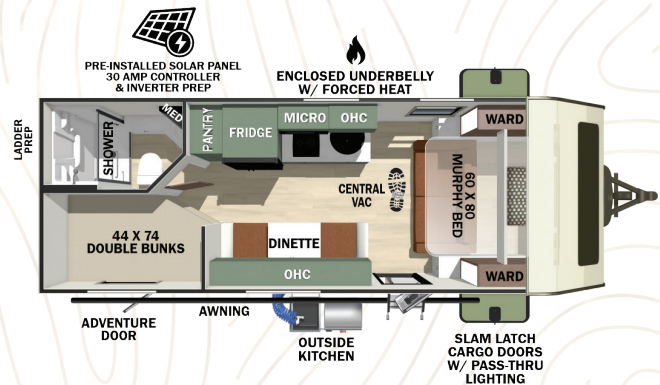 PRE-INSTALLED SOLAR PANEL
30 AMP CONTROLLER
& INVERTER PREP
ENCLOSED UNDERBELLY
W/ FORCED HEAT
LADDER
PREP
SHOWER
MED
PANTRY
FRIDGE
MICRO
OHC
WARD
CENTRAL
VAC
60 X 80
MURPHY BED
44 X 74
DOUBLE BUNKS
DINETTE
OHC
WARD
ADVENTURE
DOOR
AWNING
OUTSIDE
KITCHEN
SLAM LATCH
CARGO DOORS
W/ PASS-THRU
LIGHTING